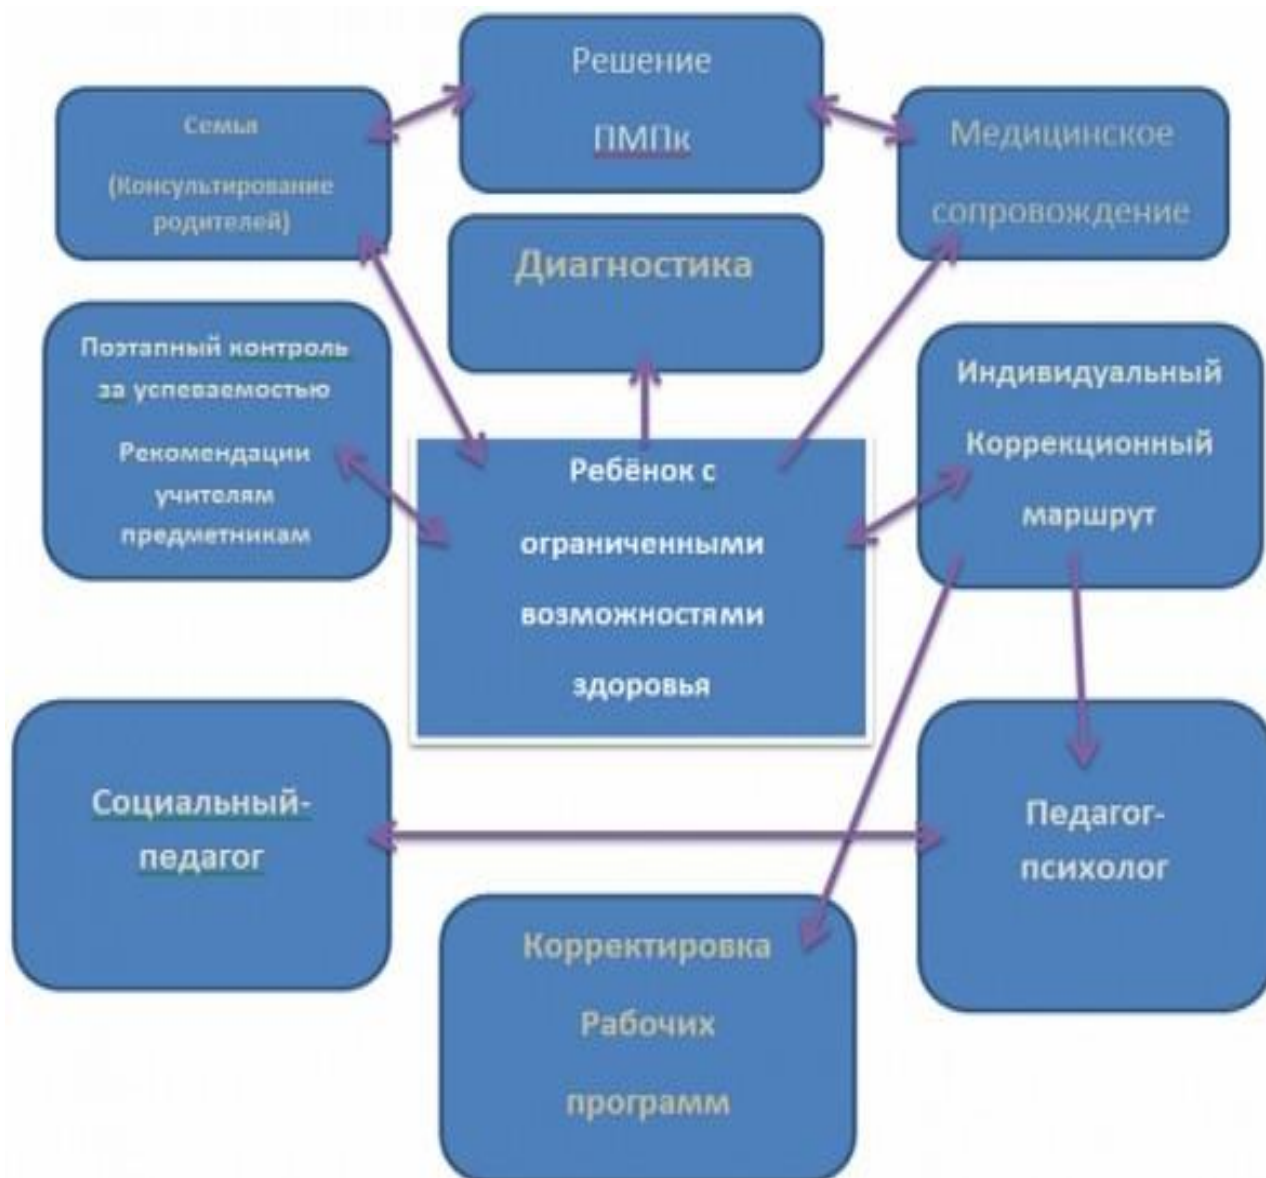 Решение
ПМПк
Семья
(Консультирование
родителей)
Медицинское
сопровождение
Диагностика
Поэтапный контроль
за успеваемостью
Рекомендации
учителям
предметникам
Ребёнок с
ограниченными
возможностями
здоровья
Индивидуальный
Коррекционный
маршрут
Социальный-
педагог
Педагог-
психолог
Корректировка
Рабочих
программ